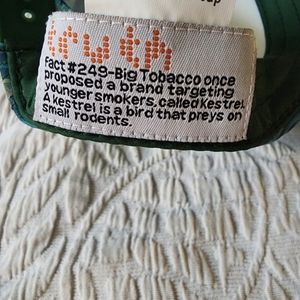 truth
fact #249-Big Tobacco once
proposed a brand targeting
younger smokers, called Kestrel.
A kestrel is a bird that preys on
small rodents.